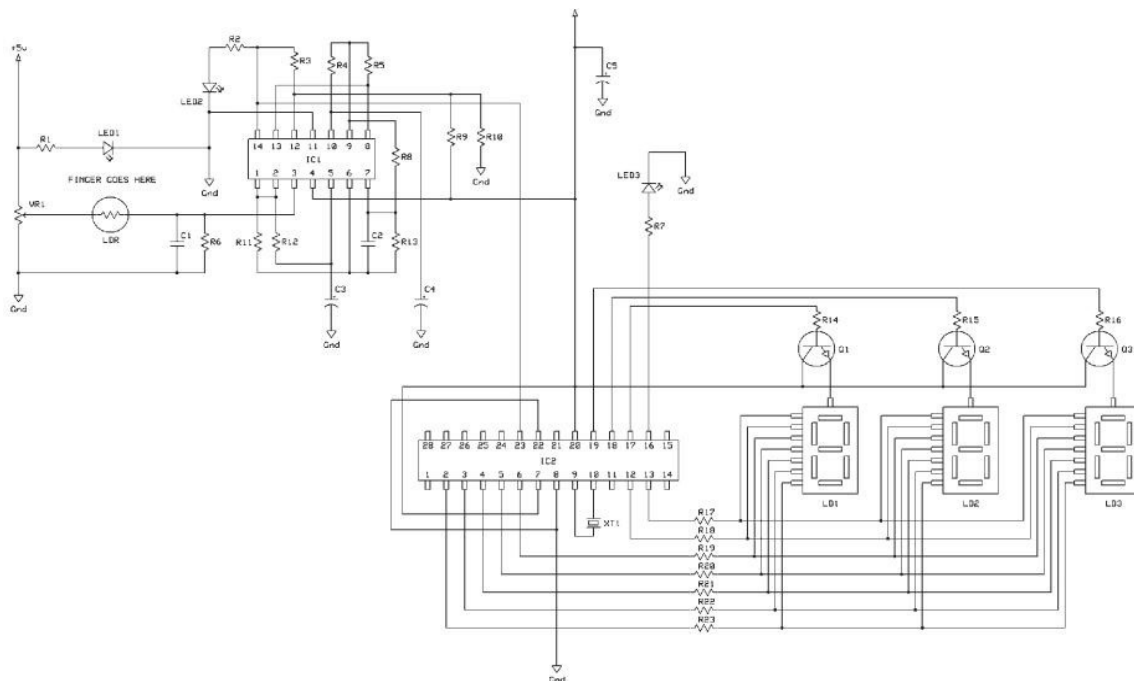 +5v
R2
R3
R4
R5
C5
LED2
Gnd
R1
LED1
14 13 12 11 10 9 8
R9
R10
IC1
R8
LED3
FINGER GOES HERE
1 2 3 4 5 6 7
Gnd
Gnd
Gnd
VR1
R7
LDR
C1
R6
R11
R12
C2
R13
Gnd
C3
C4
Gnd
Gnd
R14
R15
R16
Q1
Q2
Q3
28 27 26 25 24 23 22 21 20 19 18 17 16 15
IC2
1 2 3 4 5 6 7 8 9 10 11 12 13 14
LD1
LD2
LD3
XT1
R17
R18
R19
R20
R21
R22
R23
Gnd